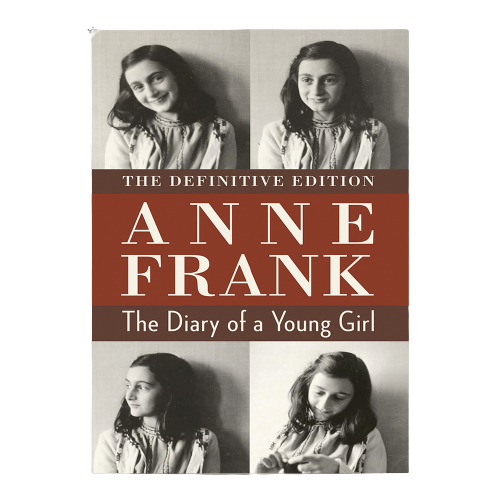 THE DEFINITIVE EDITION
ANNE
FRANK
The Diary of a Young Girl